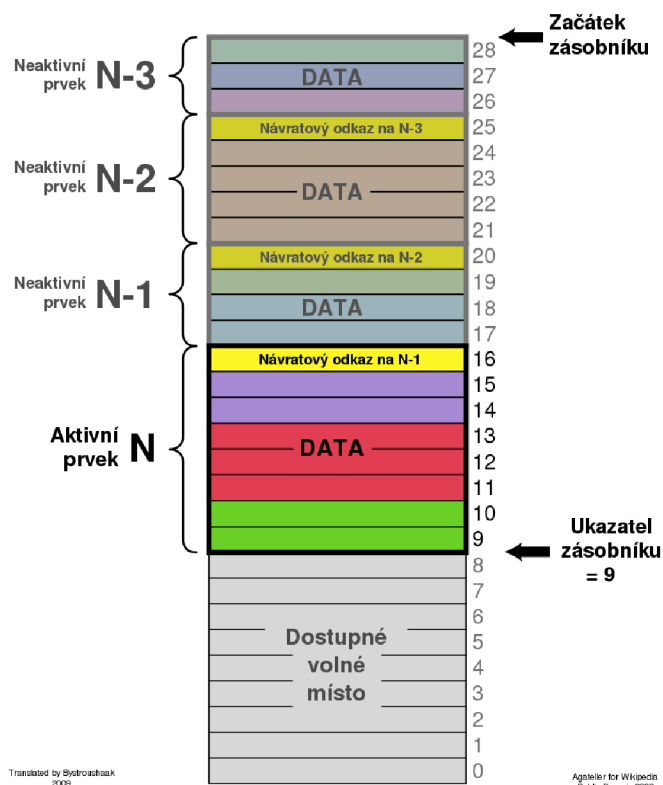 Začátek
zásobníku
28
Neaktivní
prvek N-3
DATA
27
26
Návratový odkaz na N-3
25
24
Neaktivní
prvek N-2
23
DATA
22
21
Návratový odkaz na N-2
20
19
Neaktivní
prvek N-1
DATA
18
17
Návratový odkaz na N-1
16
15
14
Aktivní
prvek N
DATA
13
12
11
10
9
Ukazatel
zásobníku
= 9
8
7
6
5
4
3
2
1
0
Dostupné
volné
místo
Translated by Bystroushaak
2009
Agateller for Wikipedia